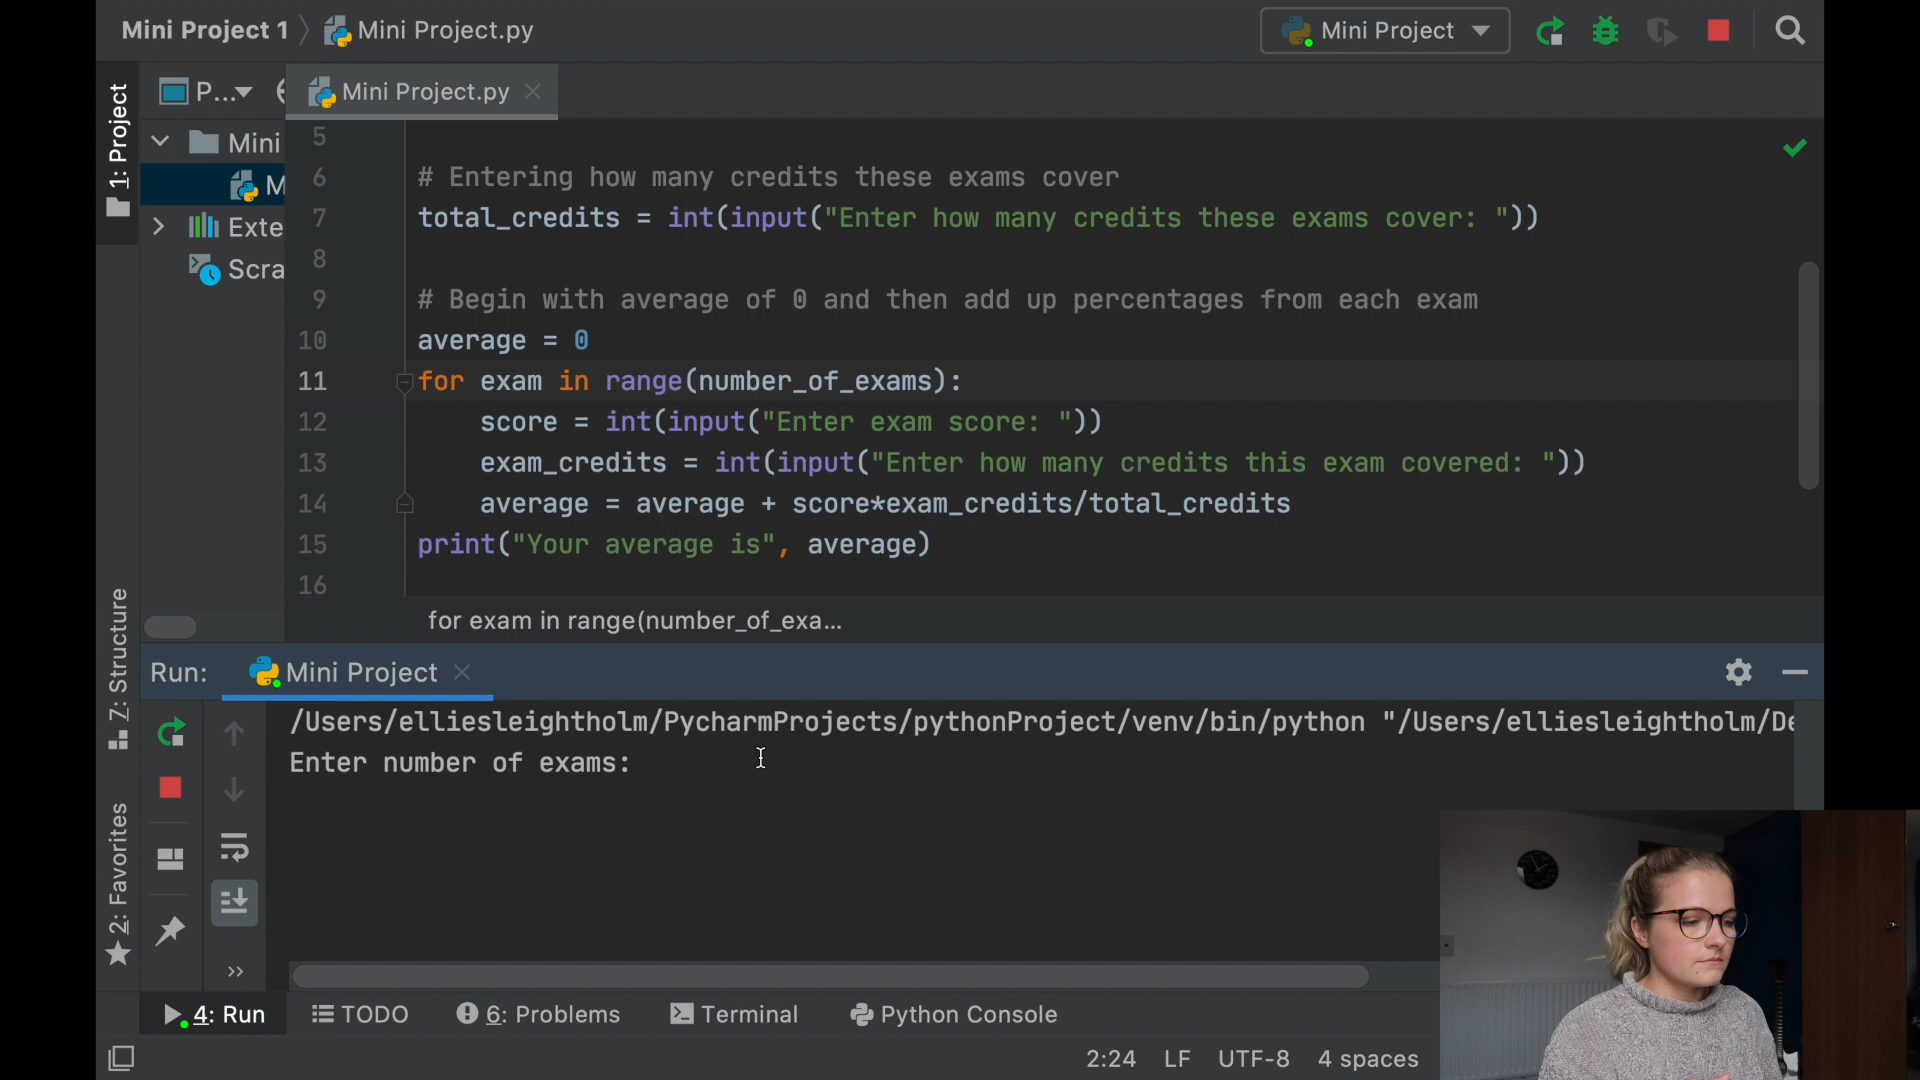 Mini Project 1 Mini Project.py Mini Project
P... Mini Project.py
1: Project
Mini
M
Exte
Scra
5
6 # Entering how many credits these exams cover
7 total_credits = int(input("Enter how many credits these exams cover: "))
8
9 # Begin with average of 0 and then add up percentages from each exam
10 average = 0
11 for exam in range(number_of_exams):
12 score = int(input("Enter exam score: "))
13 exam_credits = int(input("Enter how many credits this exam covered: "))
14 average = average + score*exam_credits/total_credits
15 print("Your average is", average)
16
for exam in range(number_of_exa...
7: Structure
Run: Mini Project
/Users/elliesleightholm/PycharmProjects/pythonProject/venv/bin/python "/Users/elliesleightholm/De
Enter number of exams:
2: Favorites
4: Run TODO 6: Problems Terminal Python Console
2:24 LF UTF-8 4 spaces